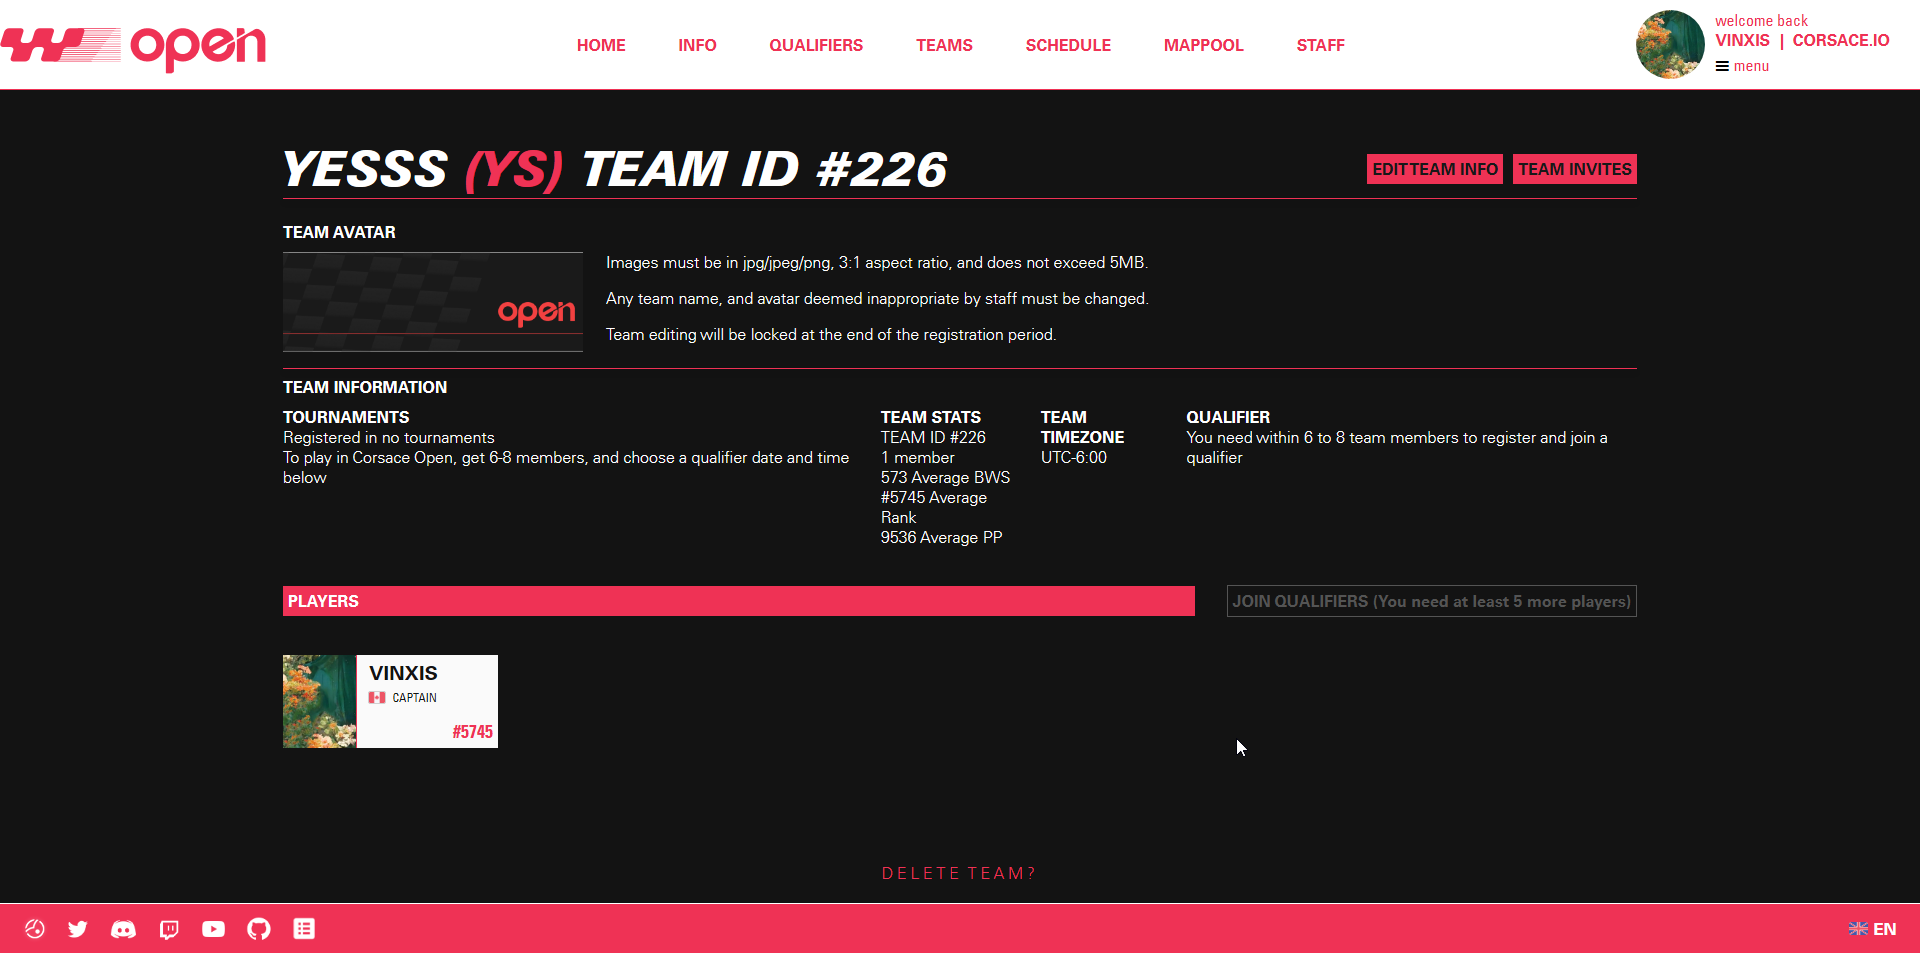 open
HOME INFO QUALIFIERS TEAMS SCHEDULE MAPPOOL STAFF
welcome back
VINXIS | CORSACE.IO
menu
YESSS (YS) TEAM ID #226
EDIT TEAM INFO
TEAM INVITES
TEAM AVATAR
open
Images must be in jpg/jpeg/png, 3:1 aspect ratio, and does not exceed 5MB.
Any team name, and avatar deemed inappropriate by staff must be changed.
Team editing will be locked at the end of the registration period.
TEAM INFORMATION
TOURNAMENTS
Registered in no tournaments
To play in Corsace Open, get 6-8 members, and choose a qualifier date and time
below
TEAM STATS
TEAM ID #226
1 member
573 Average BWS
#5745 Average
Rank
9536 Average PP
TEAM
TIMEZONE
UTC-6:00
QUALIFIER
You need within 6 to 8 team members to register and join a
qualifier
PLAYERS
JOIN QUALIFIERS (You need at least 5 more players)
VINXIS
CAPTAIN
#5745
DELETE TEAM?
EN